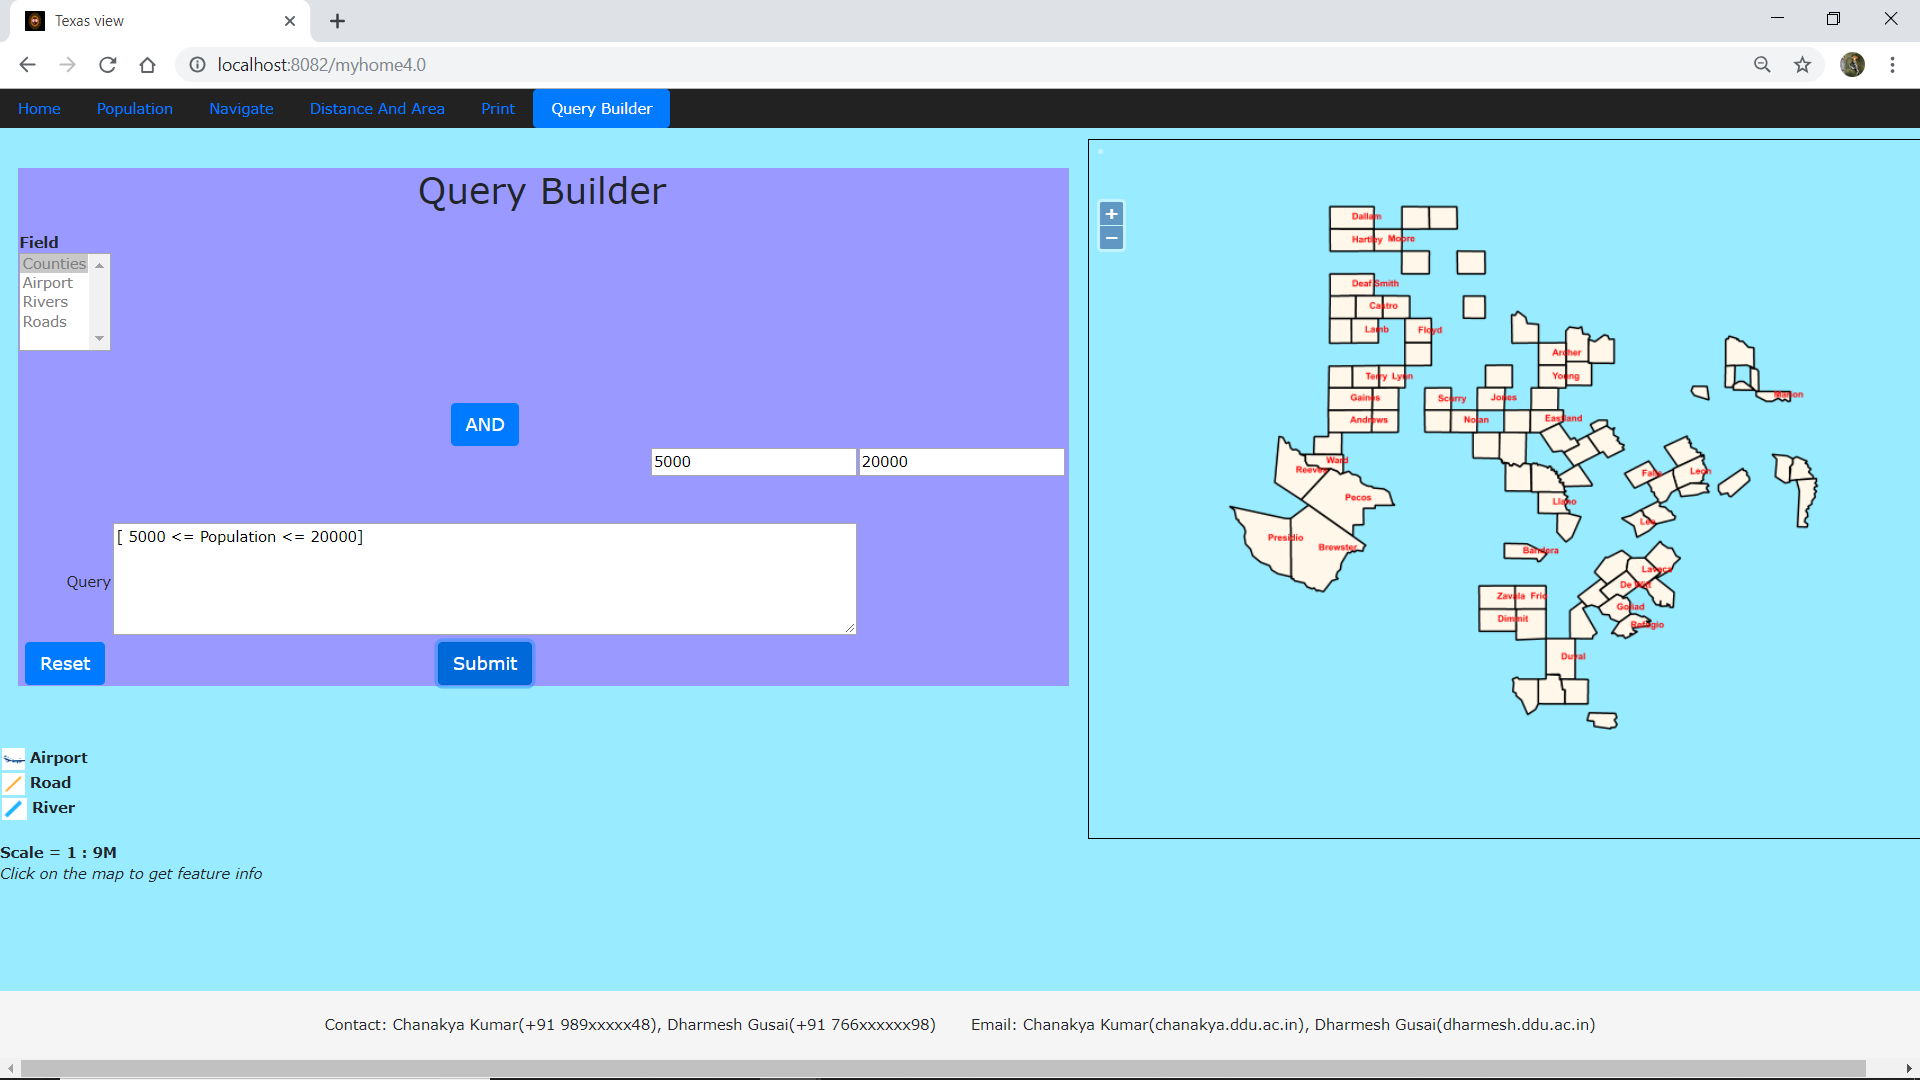 Texas view
localhost:8082/myhome4.0
Home Population Navigate Distance And Area Print Query Builder
Query Builder
Field
Counties
Airport
Rivers
Roads
AND
5000 20000
Query
[ 5000 <= Population <= 20000]
Reset Submit
Airport
Road
River
Scale = 1 : 9M
Click on the map to get feature info
+
−
Dallam
Hartley Moore
Deaf Smith
Castro
Lamb Floyd
Archer
Terry Lynn Young
Marion
Gaines Scurry Jones
Andrews Nolan Eastland
Ward
Reeves Falls Leon
Pecos
Llano
Lee
Presidio
Brewster Bandera
Lavaca
De Witt
Zavala Frio
Goliad
Dimmit
Refugio
Duval
Contact: Chanakya Kumar(+91 989xxxxx48), Dharmesh Gusai(+91 766xxxxxx98) Email: Chanakya Kumar(chanakya.ddu.ac.in), Dharmesh Gusai(dharmesh.ddu.ac.in)